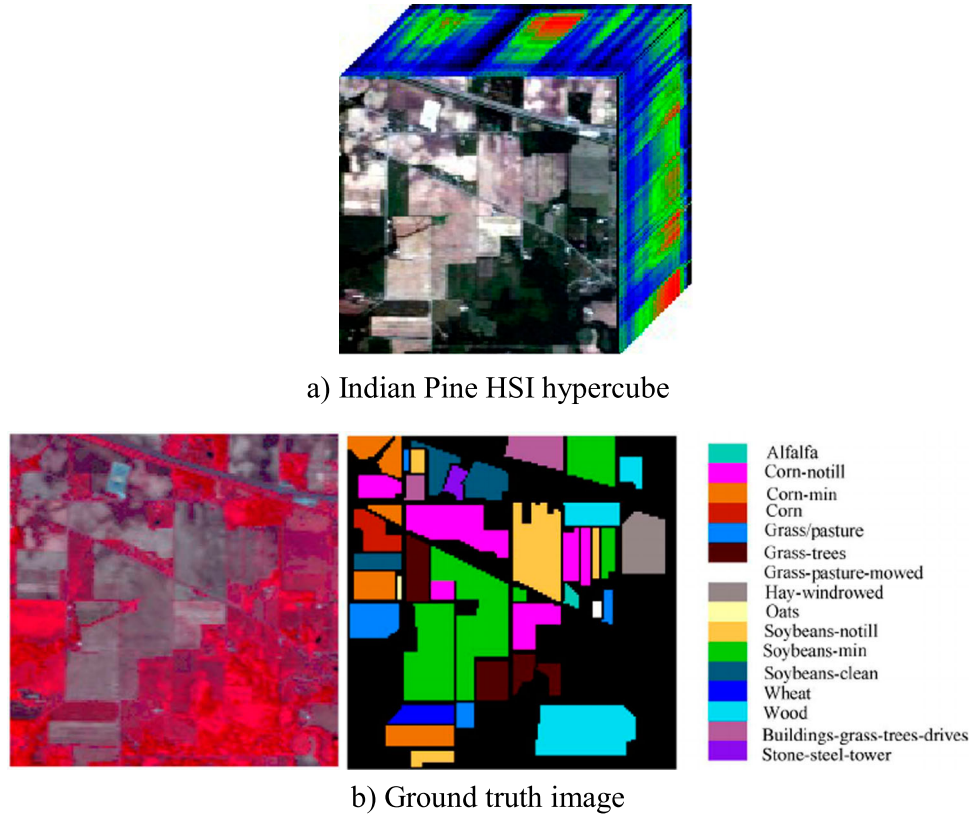 a) Indian Pine HSI hypercube
Alfalfa
Corn-notill
Corn-min
Corn
Grass/pasture
Grass-trees
Grass-pasture-mowed
Hay-windrowed
Oats
Soybeans-notill
Soybeans-min
Soybeans-clean
Wheat
Wood
Buildings-grass-trees-drives
Stone-steel-tower
b) Ground truth image